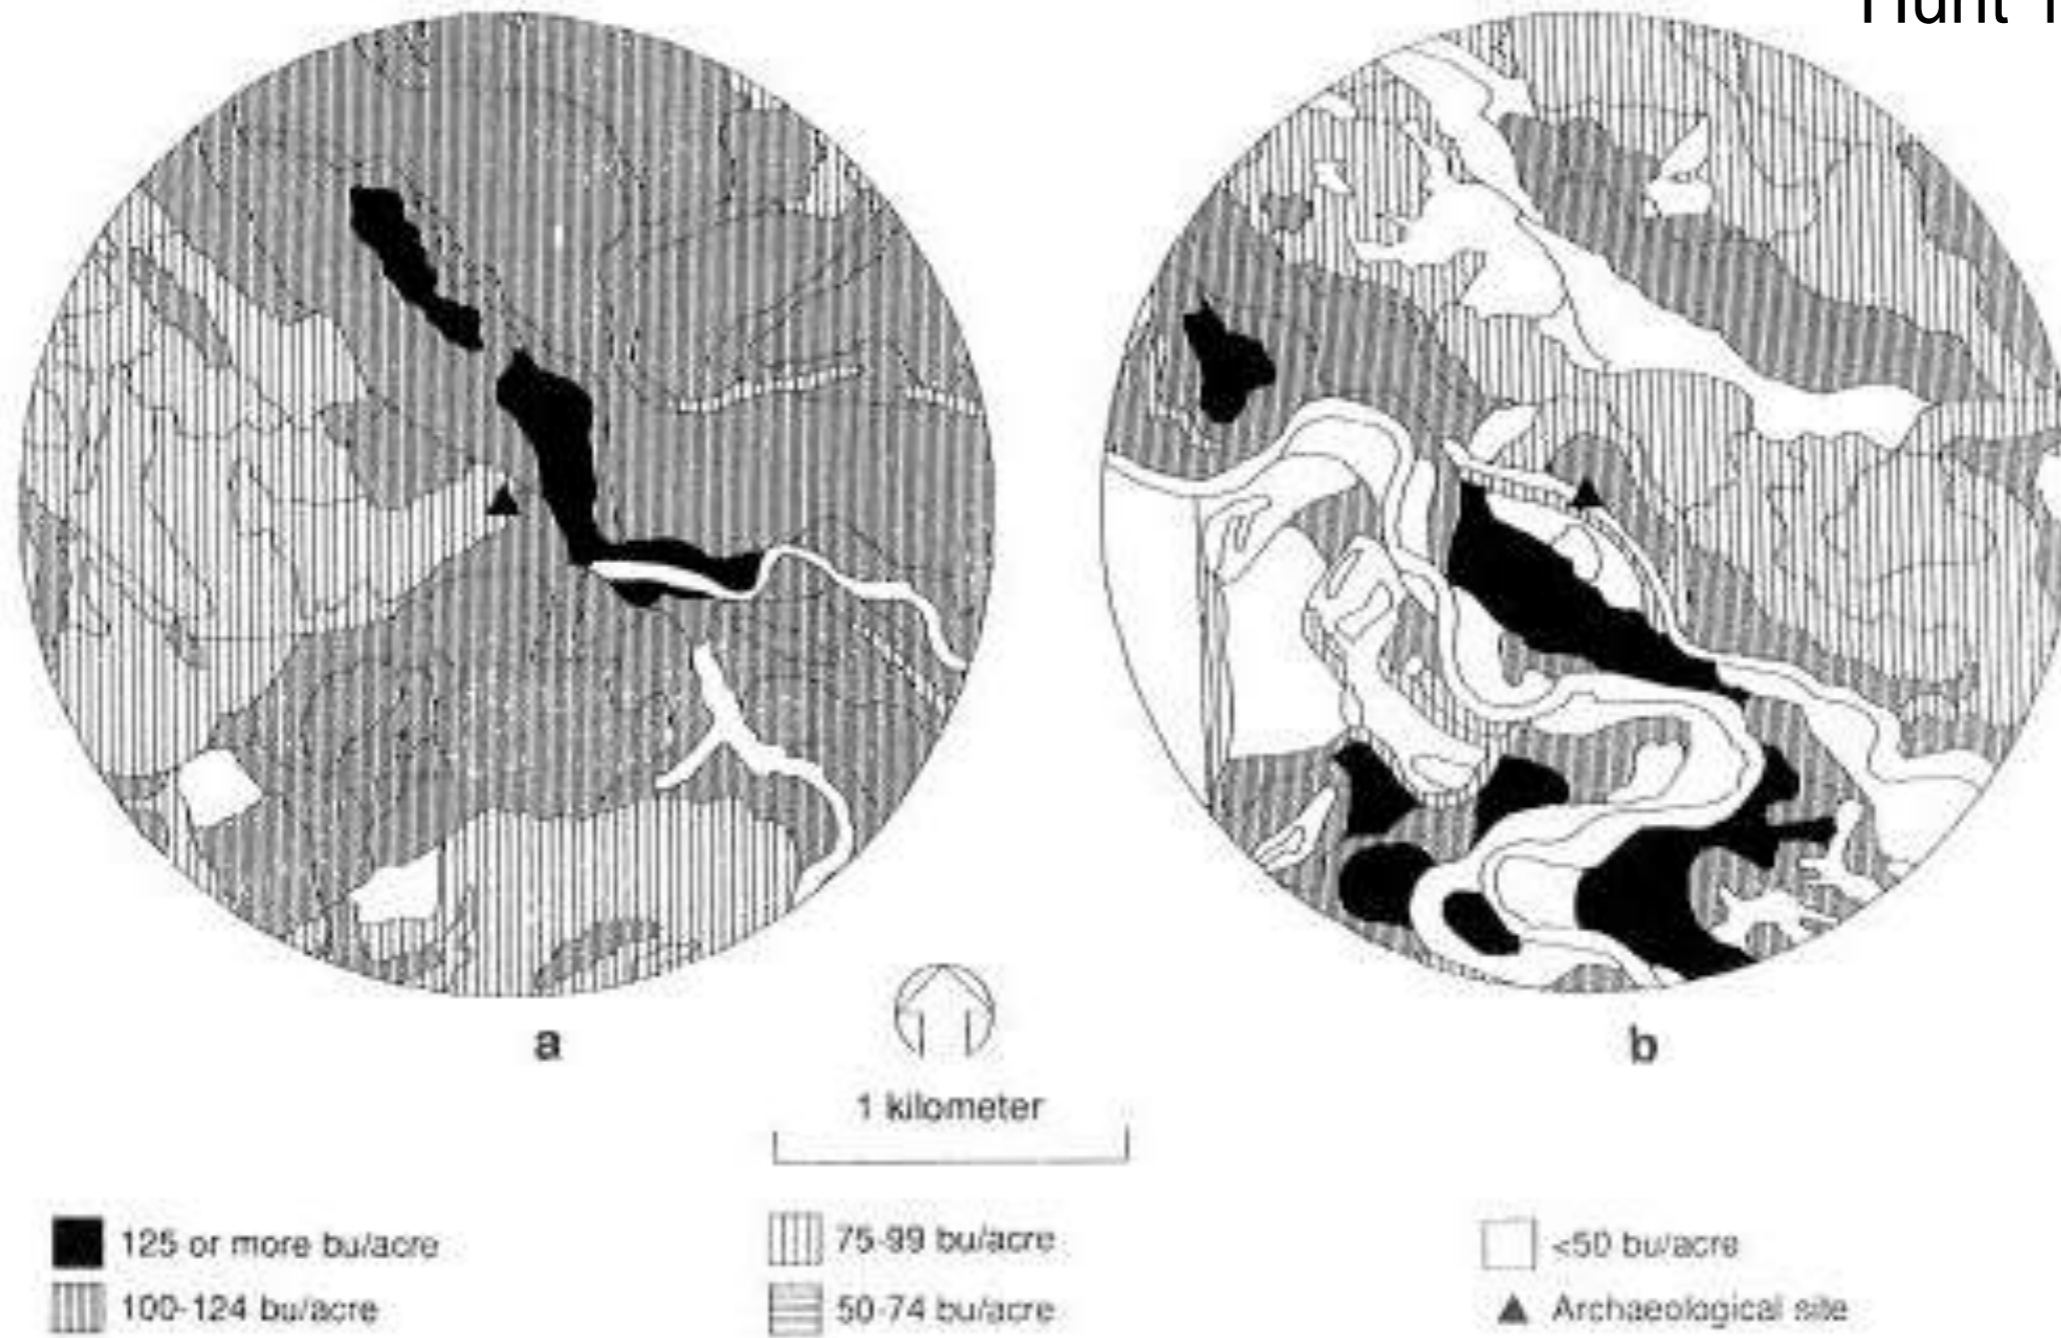 Hunt
a
b
1 kilometer
125 or more bu/acre
100-124 bu/acre
75-99 bu/acre
50-74 bu/acre
<50 bu/acre
Archaeological site